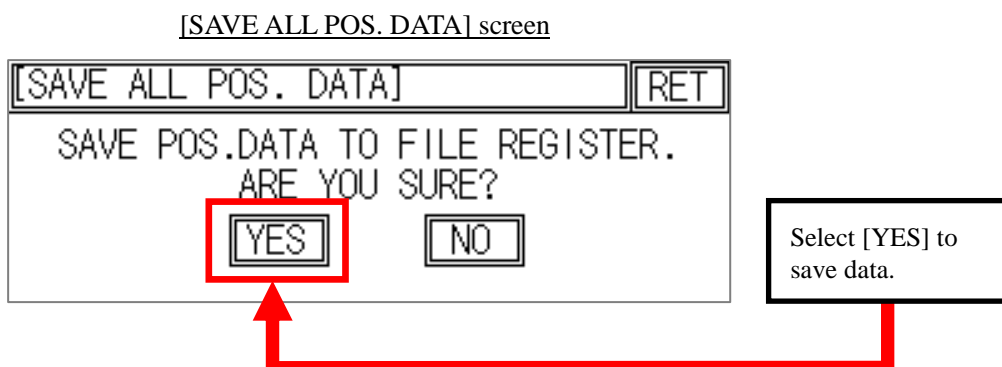 [SAVE ALL POS. DATA] screen
[SAVE ALL POS. DATA] RET
SAVE POS.DATA TO FILE REGISTER.
ARE YOU SURE?
YES NO
Select [YES] to
save data.